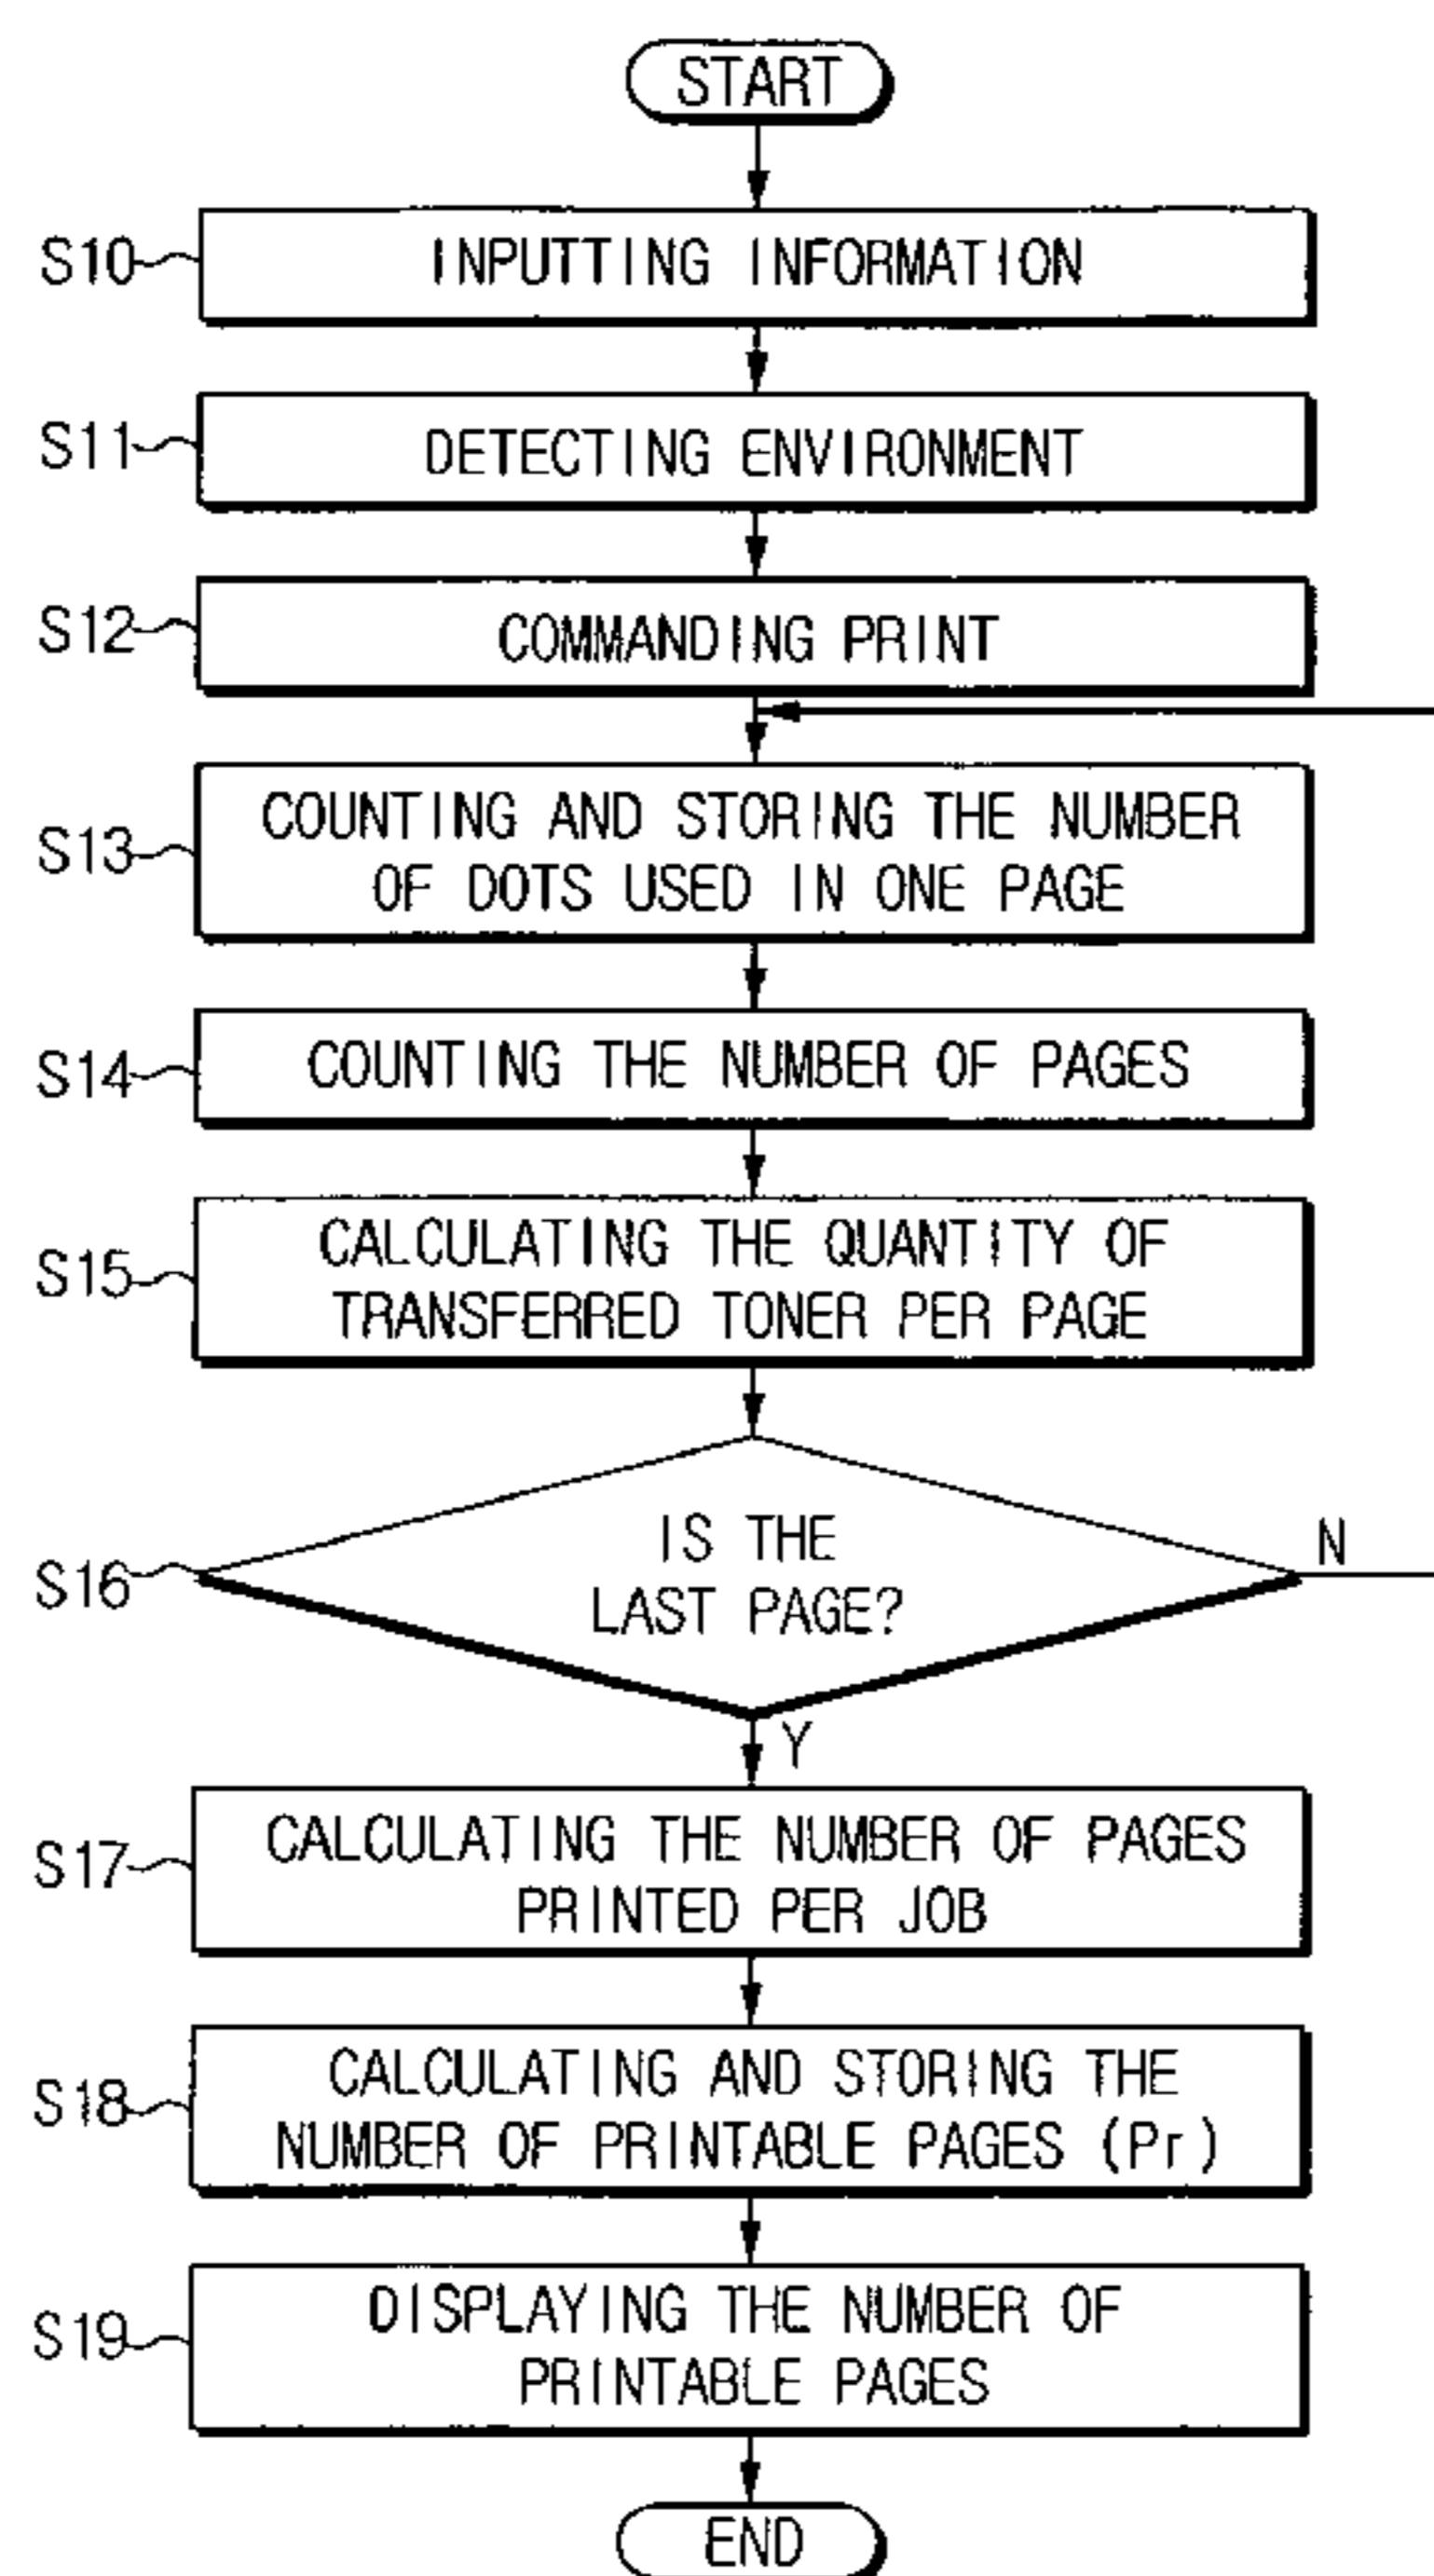 START
S10
INPUTTING INFORMATION
S11
DETECTING ENVIRONMENT
S12
COMMANDING PRINT
S13
COUNTING AND STORING THE NUMBER
OF DOTS USED IN ONE PAGE
S14
COUNTING THE NUMBER OF PAGES
S15
CALCULATING THE QUANTITY OF
TRANSFERRED TONER PER PAGE
S16
IS THE
LAST PAGE?
N
Y
S17
CALCULATING THE NUMBER OF PAGES
PRINTED PER JOB
S18
CALCULATING AND STORING THE
NUMBER OF PRINTABLE PAGES (Pr)
S19
DISPLAYING THE NUMBER OF
PRINTABLE PAGES
END